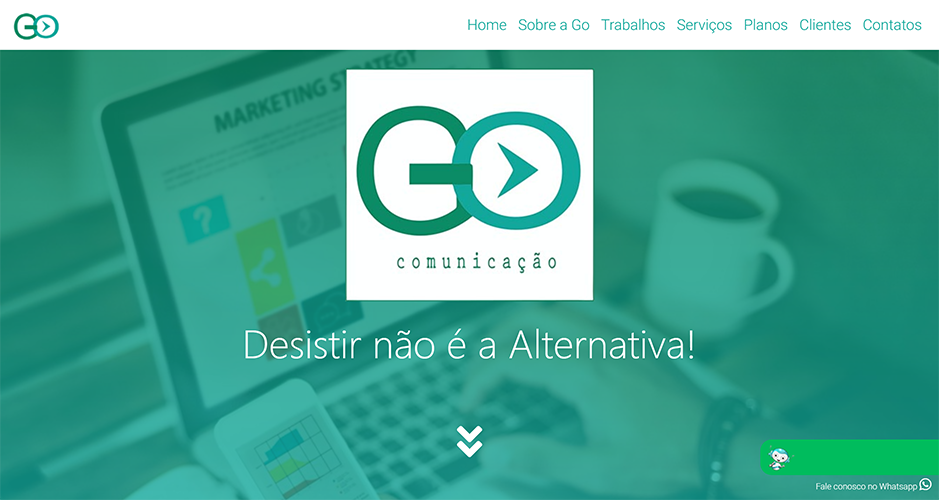 GO
Home Sobre a Go Trabalhos Serviços Planos Clientes Contatos
MARKETING STRATEGY
GO
comunicação
Desistir não é a Alternativa!
Fale conosco no Whatsapp